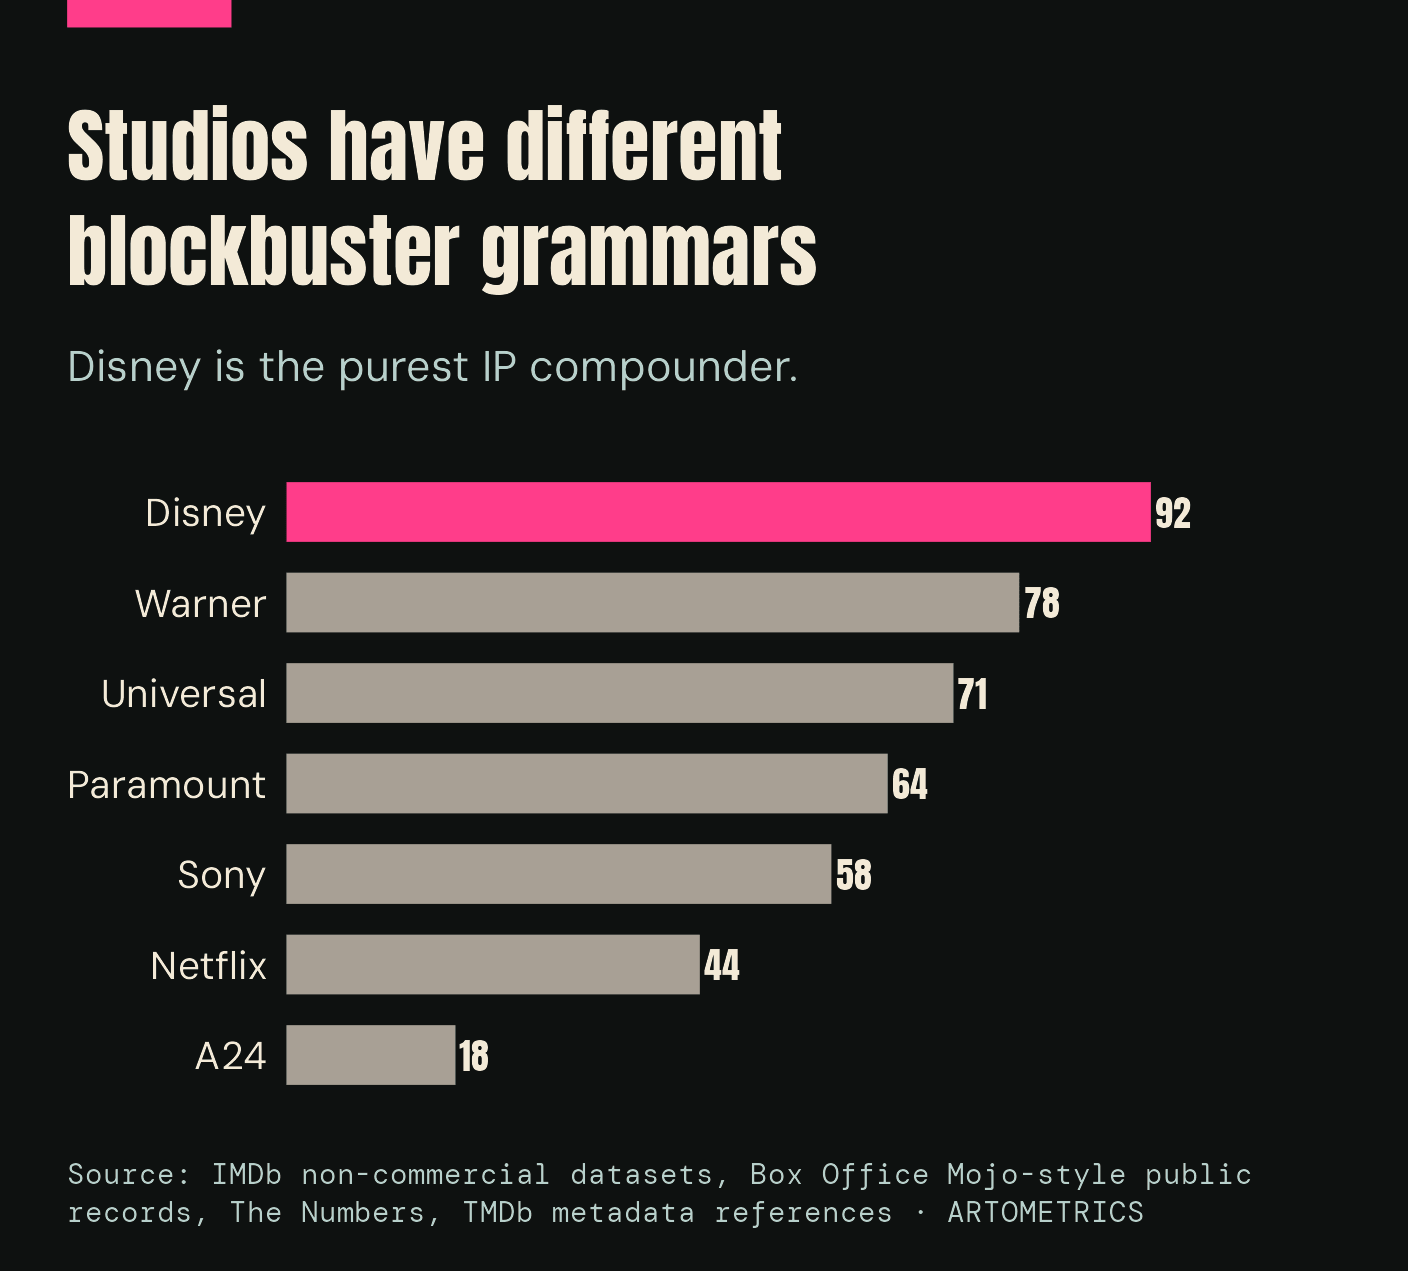 Studios have different
blockbuster grammars
Disney is the purest IP compounder.
Disney 92
Warner 78
Universal 71
Paramount 64
Sony 58
Netflix 44
A24 18
Source: IMDb non-commercial datasets, Box Office Mojo-style public
records, The Numbers, TMDb metadata references · ARTOMETRICS